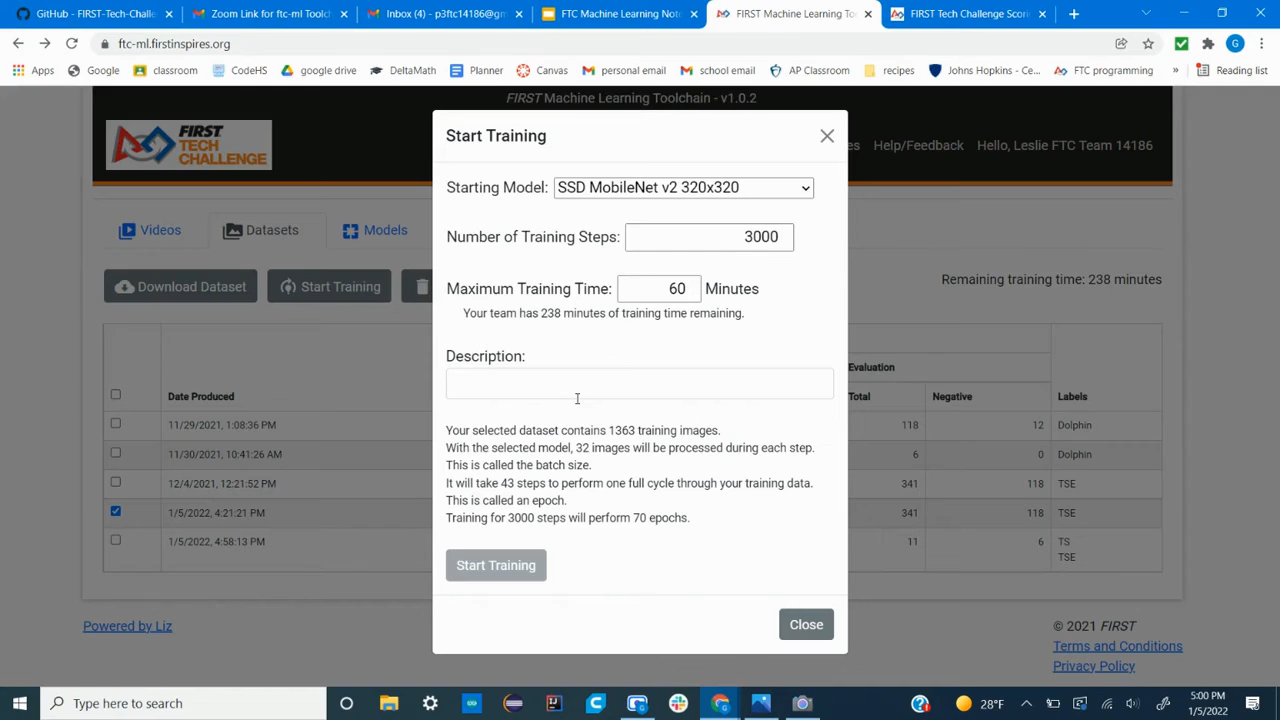 GitHub - FIRST-Tech-Challe
Zoom Link for ftc-ml Toolch
Inbox (4) - p3ftc14186@gm
FTC Machine Learning Note
FIRST Machine Learning To
FIRST Tech Challenge Scori
ftc-ml.firstinspires.org
Apps
Google
classroom
CodeHS
google drive
DeltaMath
Planner
Canvas
personal email
school email
AP Classroom
recipes
Johns Hopkins - Ce...
FTC programming
»
Reading list
FIRST Machine Learning Toolchain - v1.0.2
FIRST
TECH
CHALLENGE
es
Help/Feedback
Hello, Leslie FTC Team 14186
Videos
Datasets
Models
Download Dataset
Start Training
Remaining training time: 238 minutes
Evaluation
Date Produced
Total
Negative
Labels
11/29/2021, 1:08:36 PM
118
12
Dolphin
11/30/2021, 10:41:26 AM
6
0
Dolphin
12/4/2021, 12:21:52 PM
341
118
TSE
1/5/2022, 4:21:21 PM
341
118
TSE
1/5/2022, 4:58:13 PM
11
6
TS
TSE
Start Training
Starting Model: SSD MobileNet v2 320x320
Number of Training Steps: 3000
Maximum Training Time: 60 Minutes
Your team has 238 minutes of training time remaining.
Description:
Your selected dataset contains 1363 training images.
With the selected model, 32 images will be processed during each step.
This is called the batch size.
It will take 43 steps to perform one full cycle through your training data.
This is called an epoch.
Training for 3000 steps will perform 70 epochs.
Start Training
Close
Powered by Liz
© 2021 FIRST
Terms and Conditions
Privacy Policy
Type here to search
28°F
5:00 PM
1/5/2022